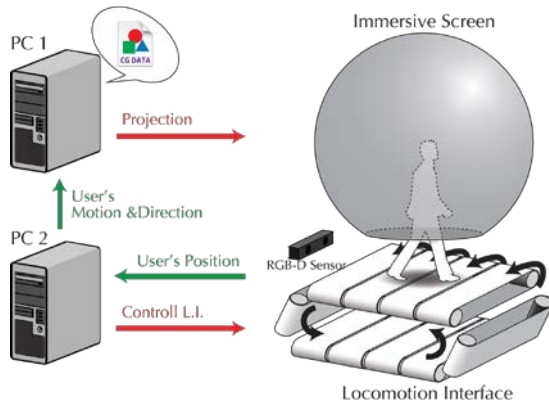 PC 1
CG DATA
Immersive Screen
Projection
User's
Motion &Direction
PC 2
User's Position
RGB-D Sensor
Controll L.I.
Locomotion Interface